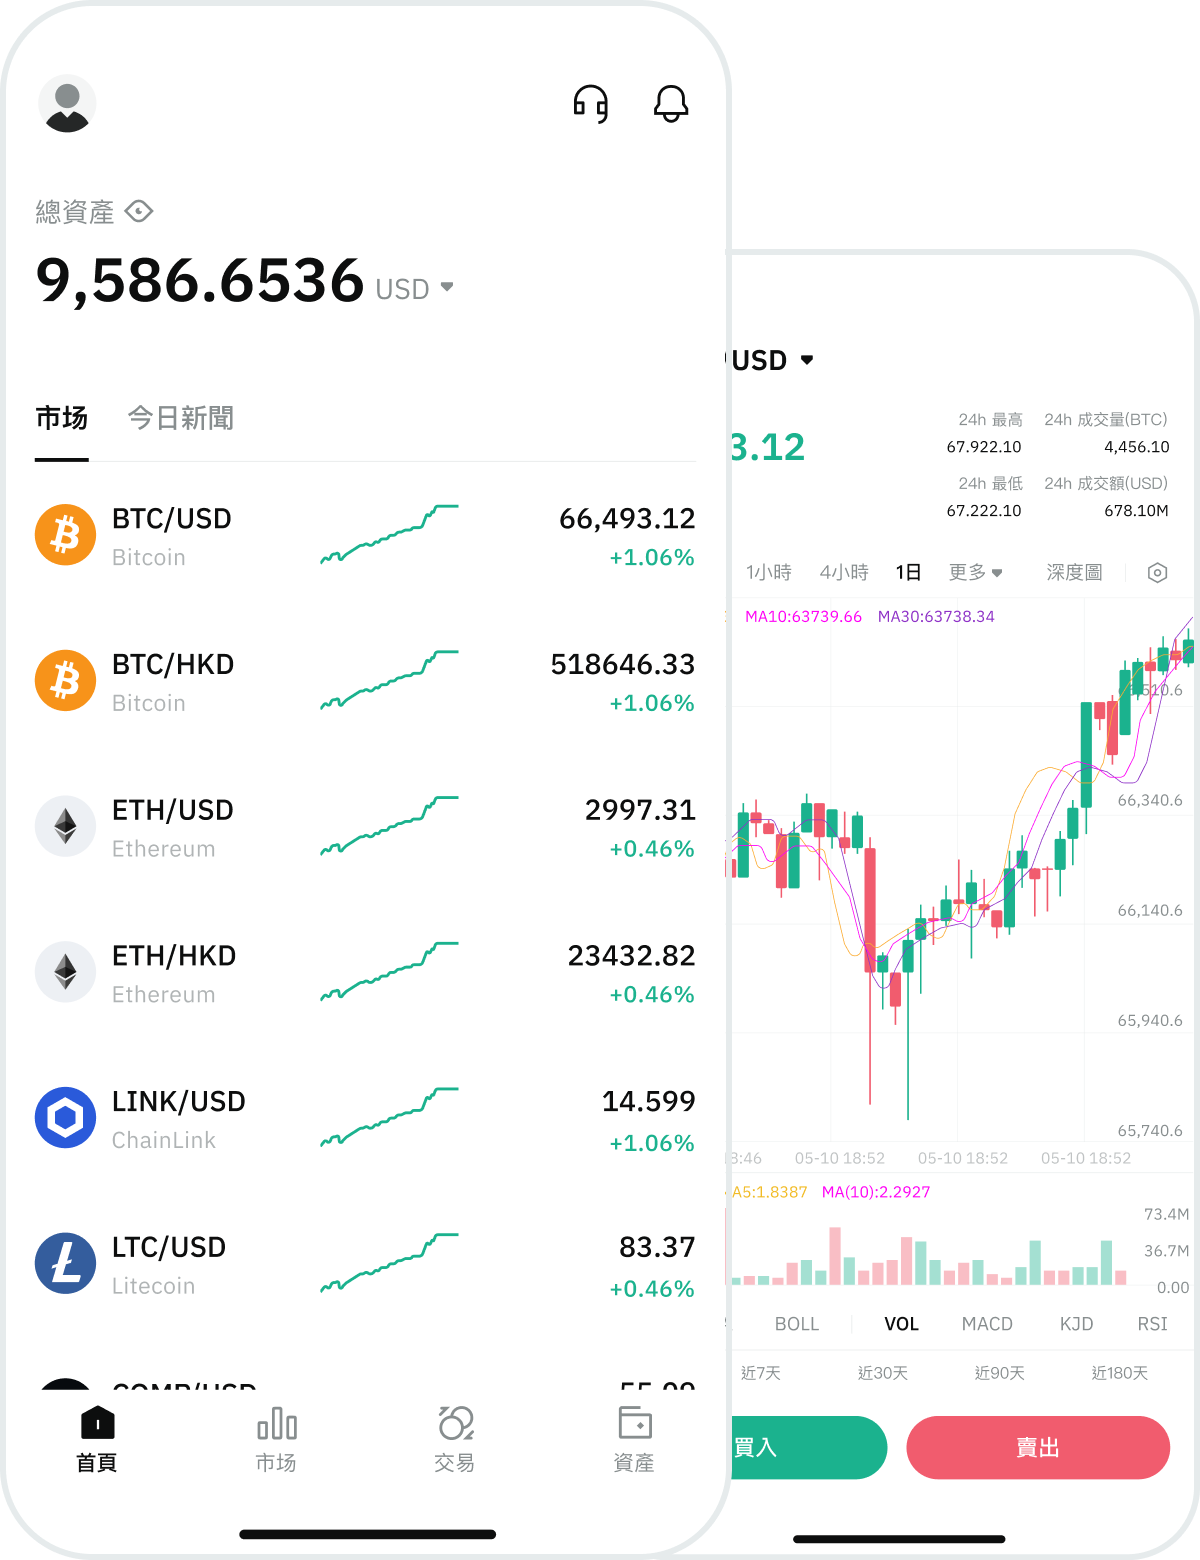 總資產
9,586.6536 USD
市场 今日新聞
BTC/USD 66,493.12
Bitcoin +1.06%
BTC/HKD 518646.33
Bitcoin +1.06%
ETH/USD 2997.31
Ethereum +0.46%
ETH/HKD 23432.82
Ethereum +0.46%
LINK/USD 14.599
ChainLink +1.06%
LTC/USD 83.37
Litecoin +0.46%
首頁 市场 交易 資產
USD
3.12
24h 最高 24h 成交量(BTC)
67.922.10 4,456.10
24h 最低 24h 成交額(USD)
67.222.10 678.10M
1小時 4小時 1日 更多 深度圖
MA10:63739.66 MA30:63738.34
510.6
66,340.6
66,140.6
65,940.6
65,740.6
8:46 05-10 18:52 05-10 18:52 05-10 18:52
A5:1.8387 MA(10):2.2927
73.4M
36.7M
0.00
BOLL VOL MACD KJD RSI
近7天 近30天 近90天 近180天
買入 賣出